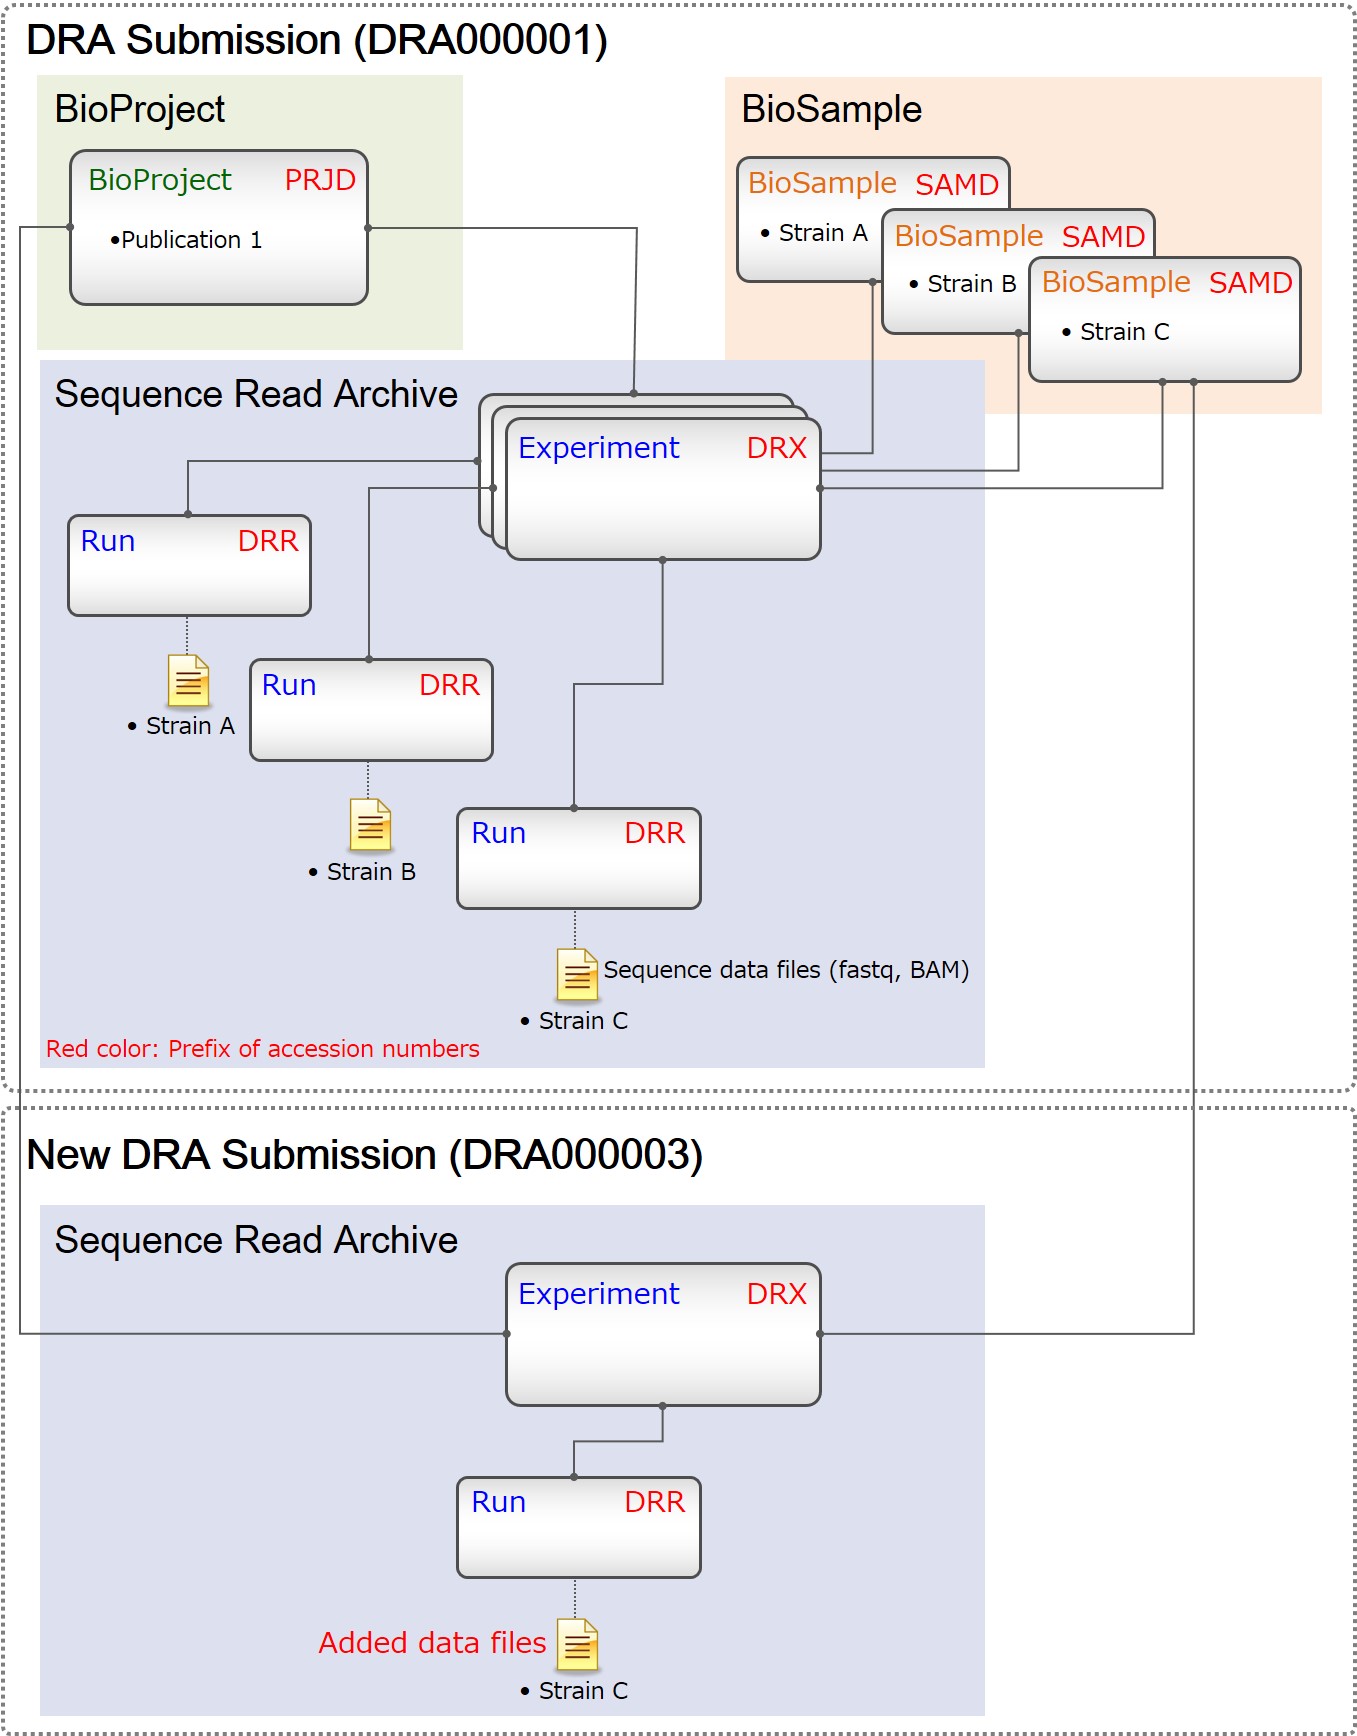 DRA Submission (DRA000001)
BioProject
BioProject PRJD
•Publication 1
BioSample
BioSample SAMD
• Strain A
BioSample SAMD
• Strain B
BioSample SAMD
• Strain C
Sequence Read Archive
Experiment DRX
Run DRR
• Strain A
Run DRR
• Strain B
Run DRR
Sequence data files (fastq, BAM)
• Strain C
Red color: Prefix of accession numbers
New DRA Submission (DRA000003)
Sequence Read Archive
Experiment DRX
Run DRR
Added data files
• Strain C